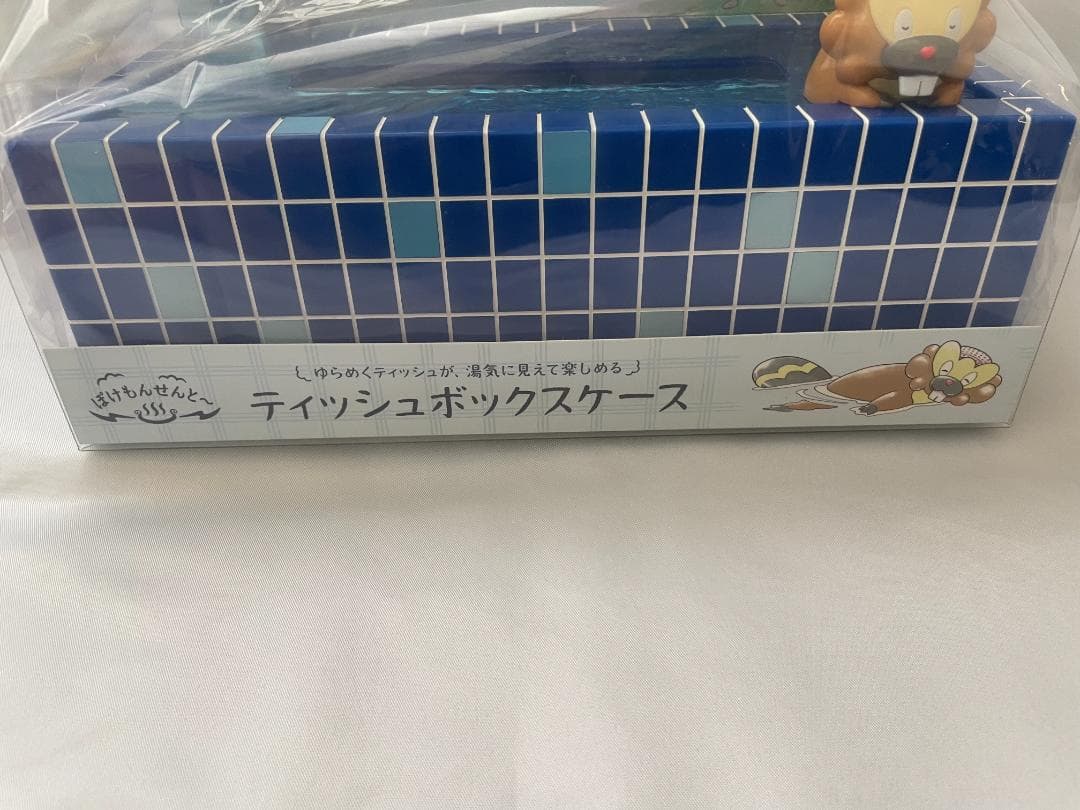 ぽけもんせんと〜
ゆらめくティッシュが、湯気に見えて楽しめる
ティッシュボックスケース